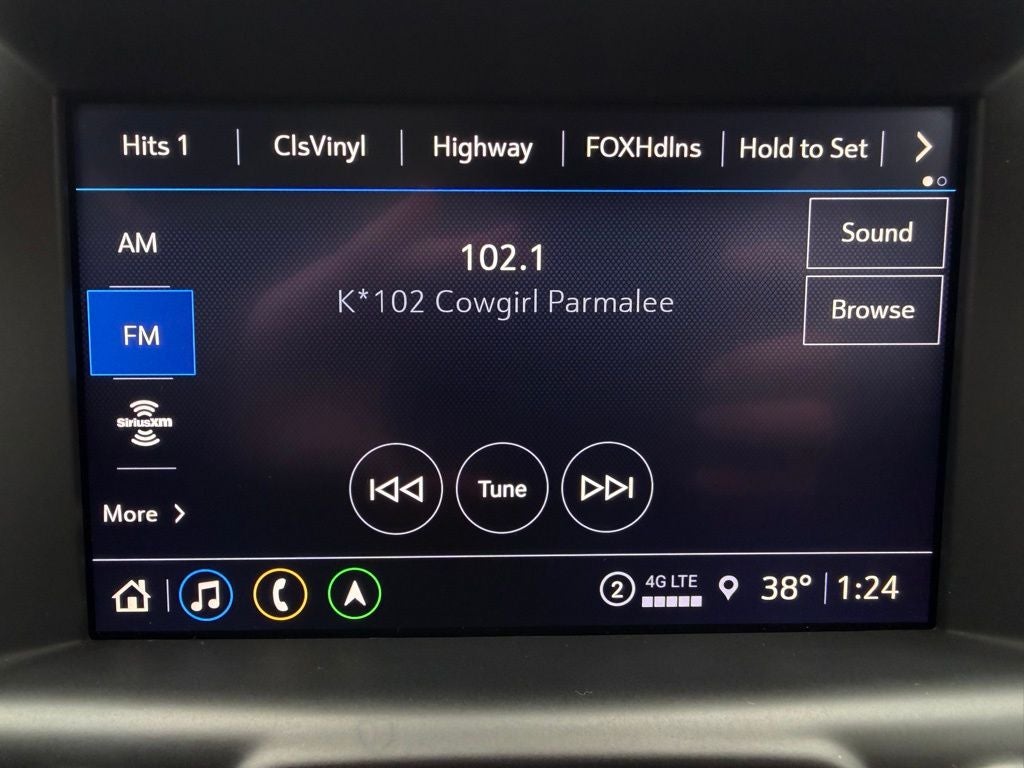 Hits 1 | ClsVinyl | Highway | FOXHdlns | Hold to Set |
AM
102.1
Sound
K*102 Cowgirl Parmalee
Browse
FM
SiriusXm
Tune
More
2 4G LTE 38° | 1:24